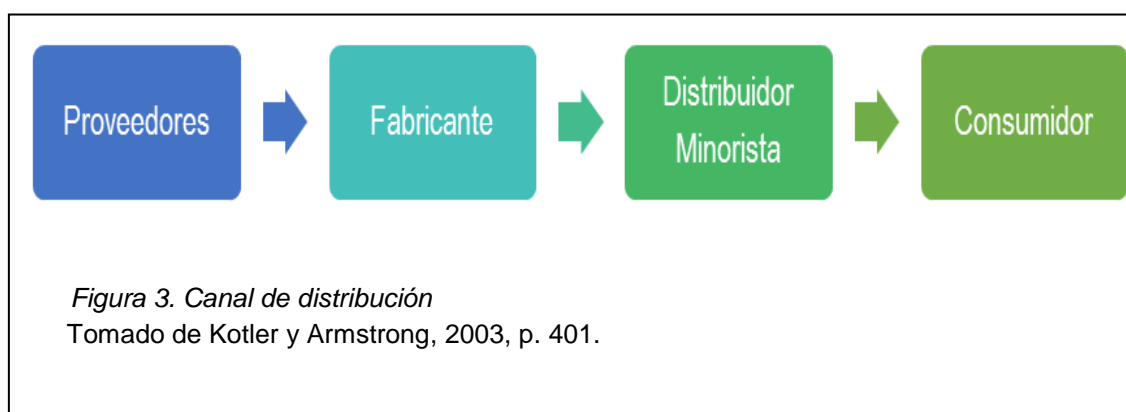 Proveedores
Fabricante
Distribuidor
Minorista
Consumidor
Figura 3. Canal de distribución
Tomado de Kotler y Armstrong, 2003, p. 401.